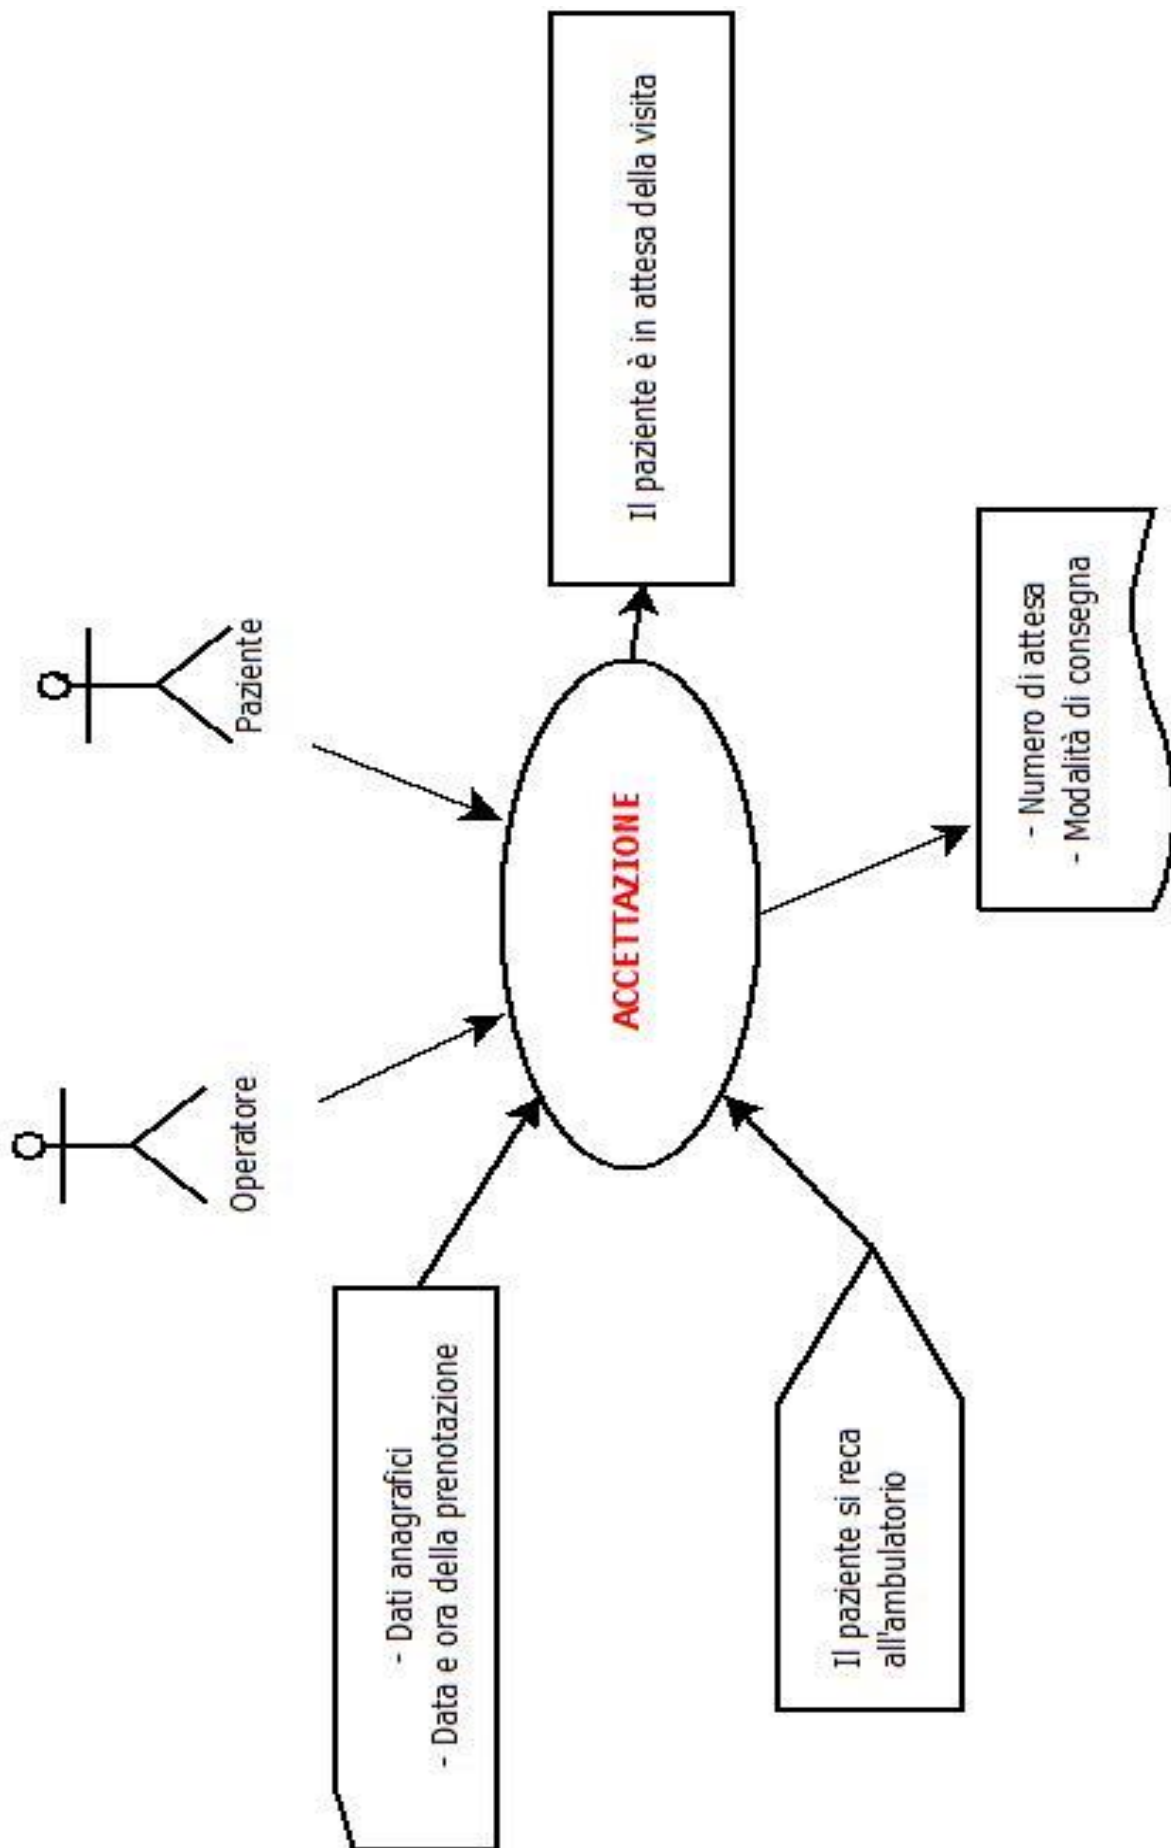 Operatore
Paziente
- Dati anagrafici
- Data e ora della prenotazione
ACCETTAZIONE
Il paziente è in attesa della visita
Il paziente si reca
all'ambulatorio
- Numero di attesa
- Modalità di consegna